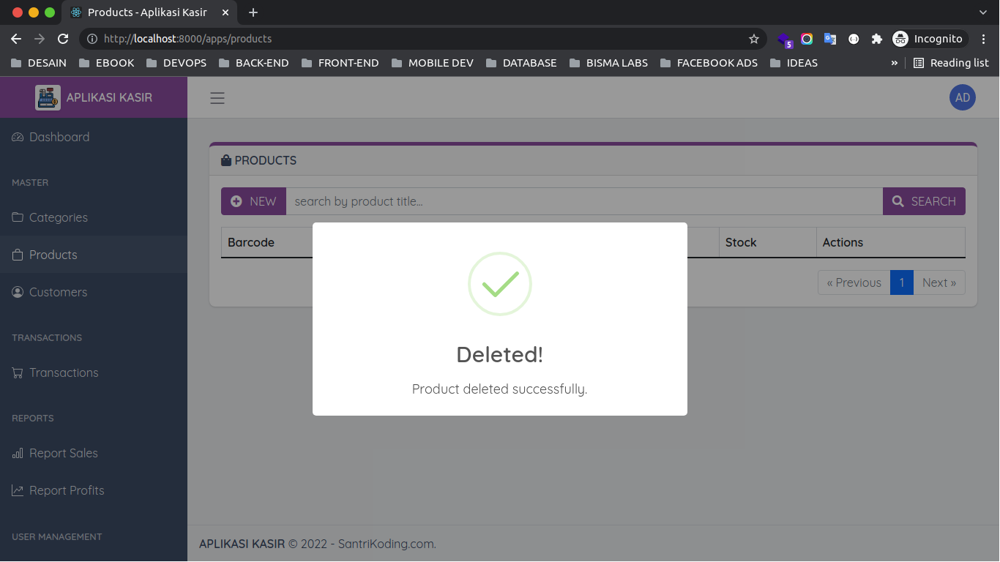 Products - Aplikasi Kasir
http://localhost:8000/apps/products
5
Incognito
DESAIN EBOOK DEVOPS BACK-END FRONT-END MOBILE DEV DATABASE BISMA LABS FACEBOOK ADS IDEAS » Reading list
APLIKASI KASIR
AD
Dashboard
MASTER
Categories
Products
Customers
TRANSACTIONS
Transactions
REPORTS
Report Sales
Report Profits
USER MANAGEMENT
PRODUCTS
NEW search by product title... SEARCH
Barcode Stock Actions
« Previous 1 Next »
Deleted!
Product deleted successfully.
APLIKASI KASIR © 2022 - SantriKoding.com.